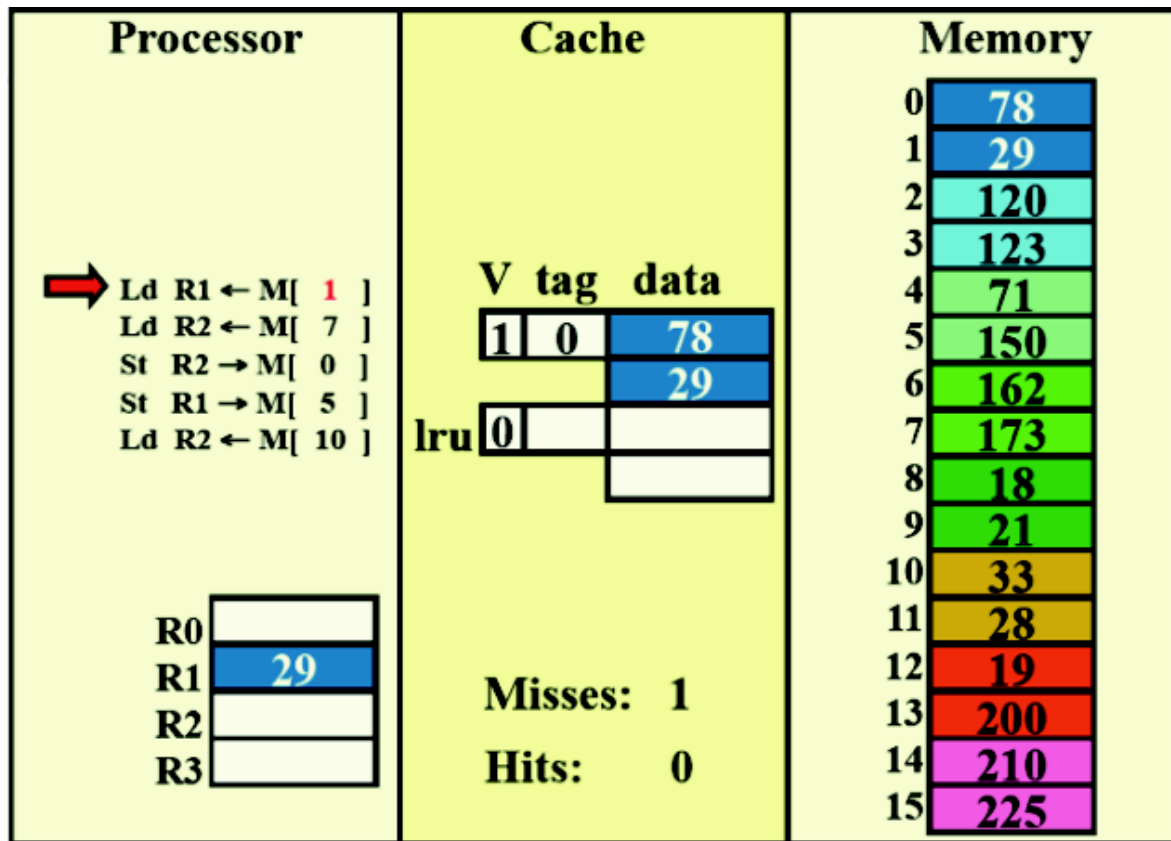 Processor
Ld R1 ← M[ 1 ]
Ld R2 ← M[ 7 ]
St R2 → M[ 0 ]
St R1 → M[ 5 ]
Ld R2 ← M[ 10 ]
R0
R1 29
R2
R3
Cache
V tag data
1 0 78
29
lru 0
Misses: 1
Hits: 0
Memory
0 78
1 29
2 120
3 123
4 71
5 150
6 162
7 173
8 18
9 21
10 33
11 28
12 19
13 200
14 210
15 225